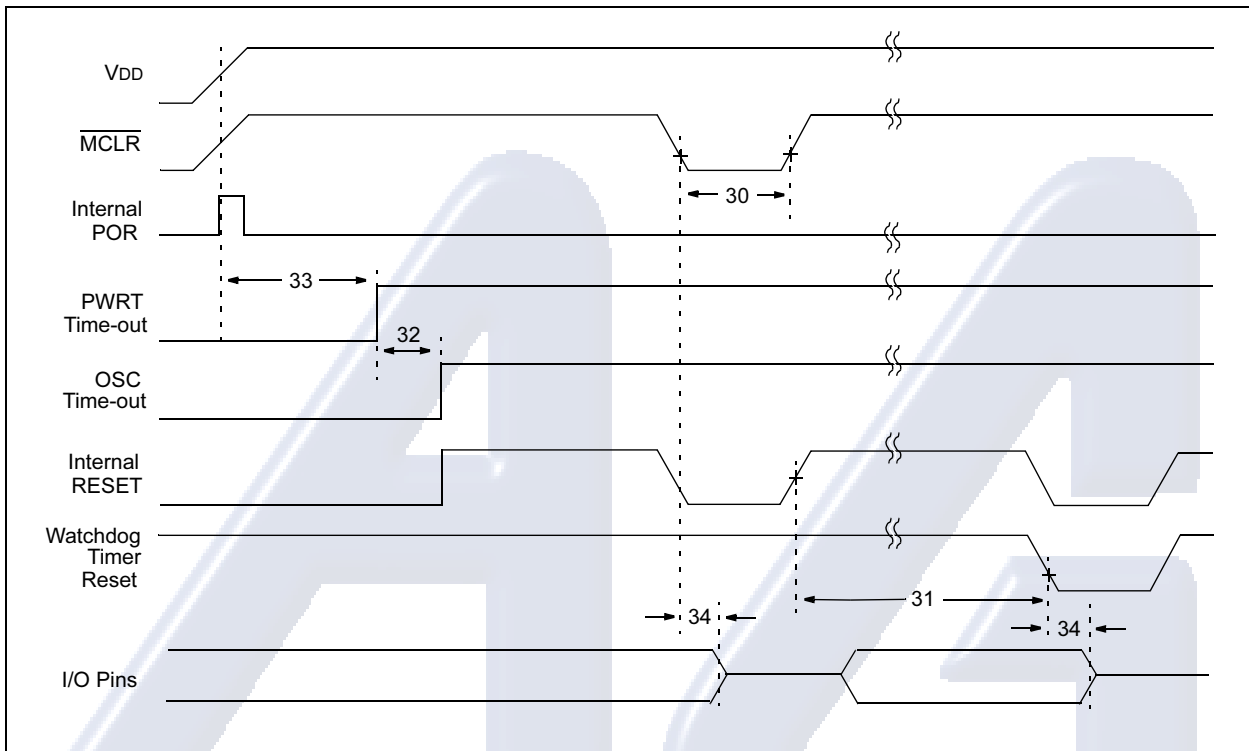 VDD
MCLR
30
Internal
POR
33
PWRT
Time-out
32
OSC
Time-out
Internal
RESET
Watchdog
Timer
Reset
31
34
34
I/O Pins